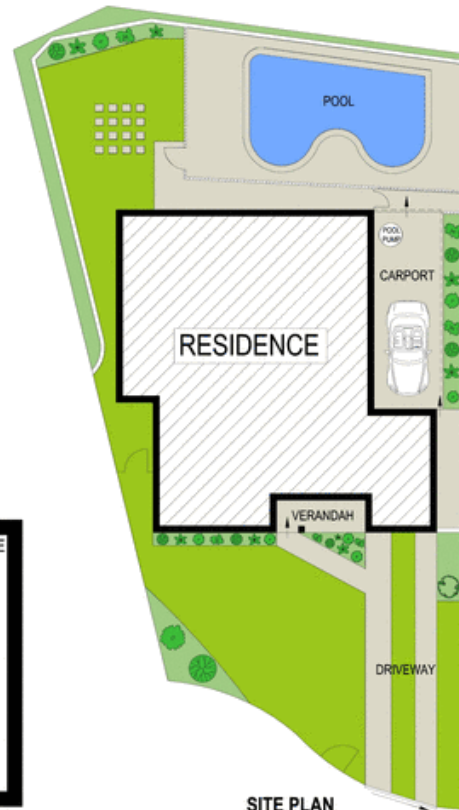 POOL
POOL
PUMP
CARPORT
RESIDENCE
VERANDAH
E
DRIVEWAY
SITE PLAN